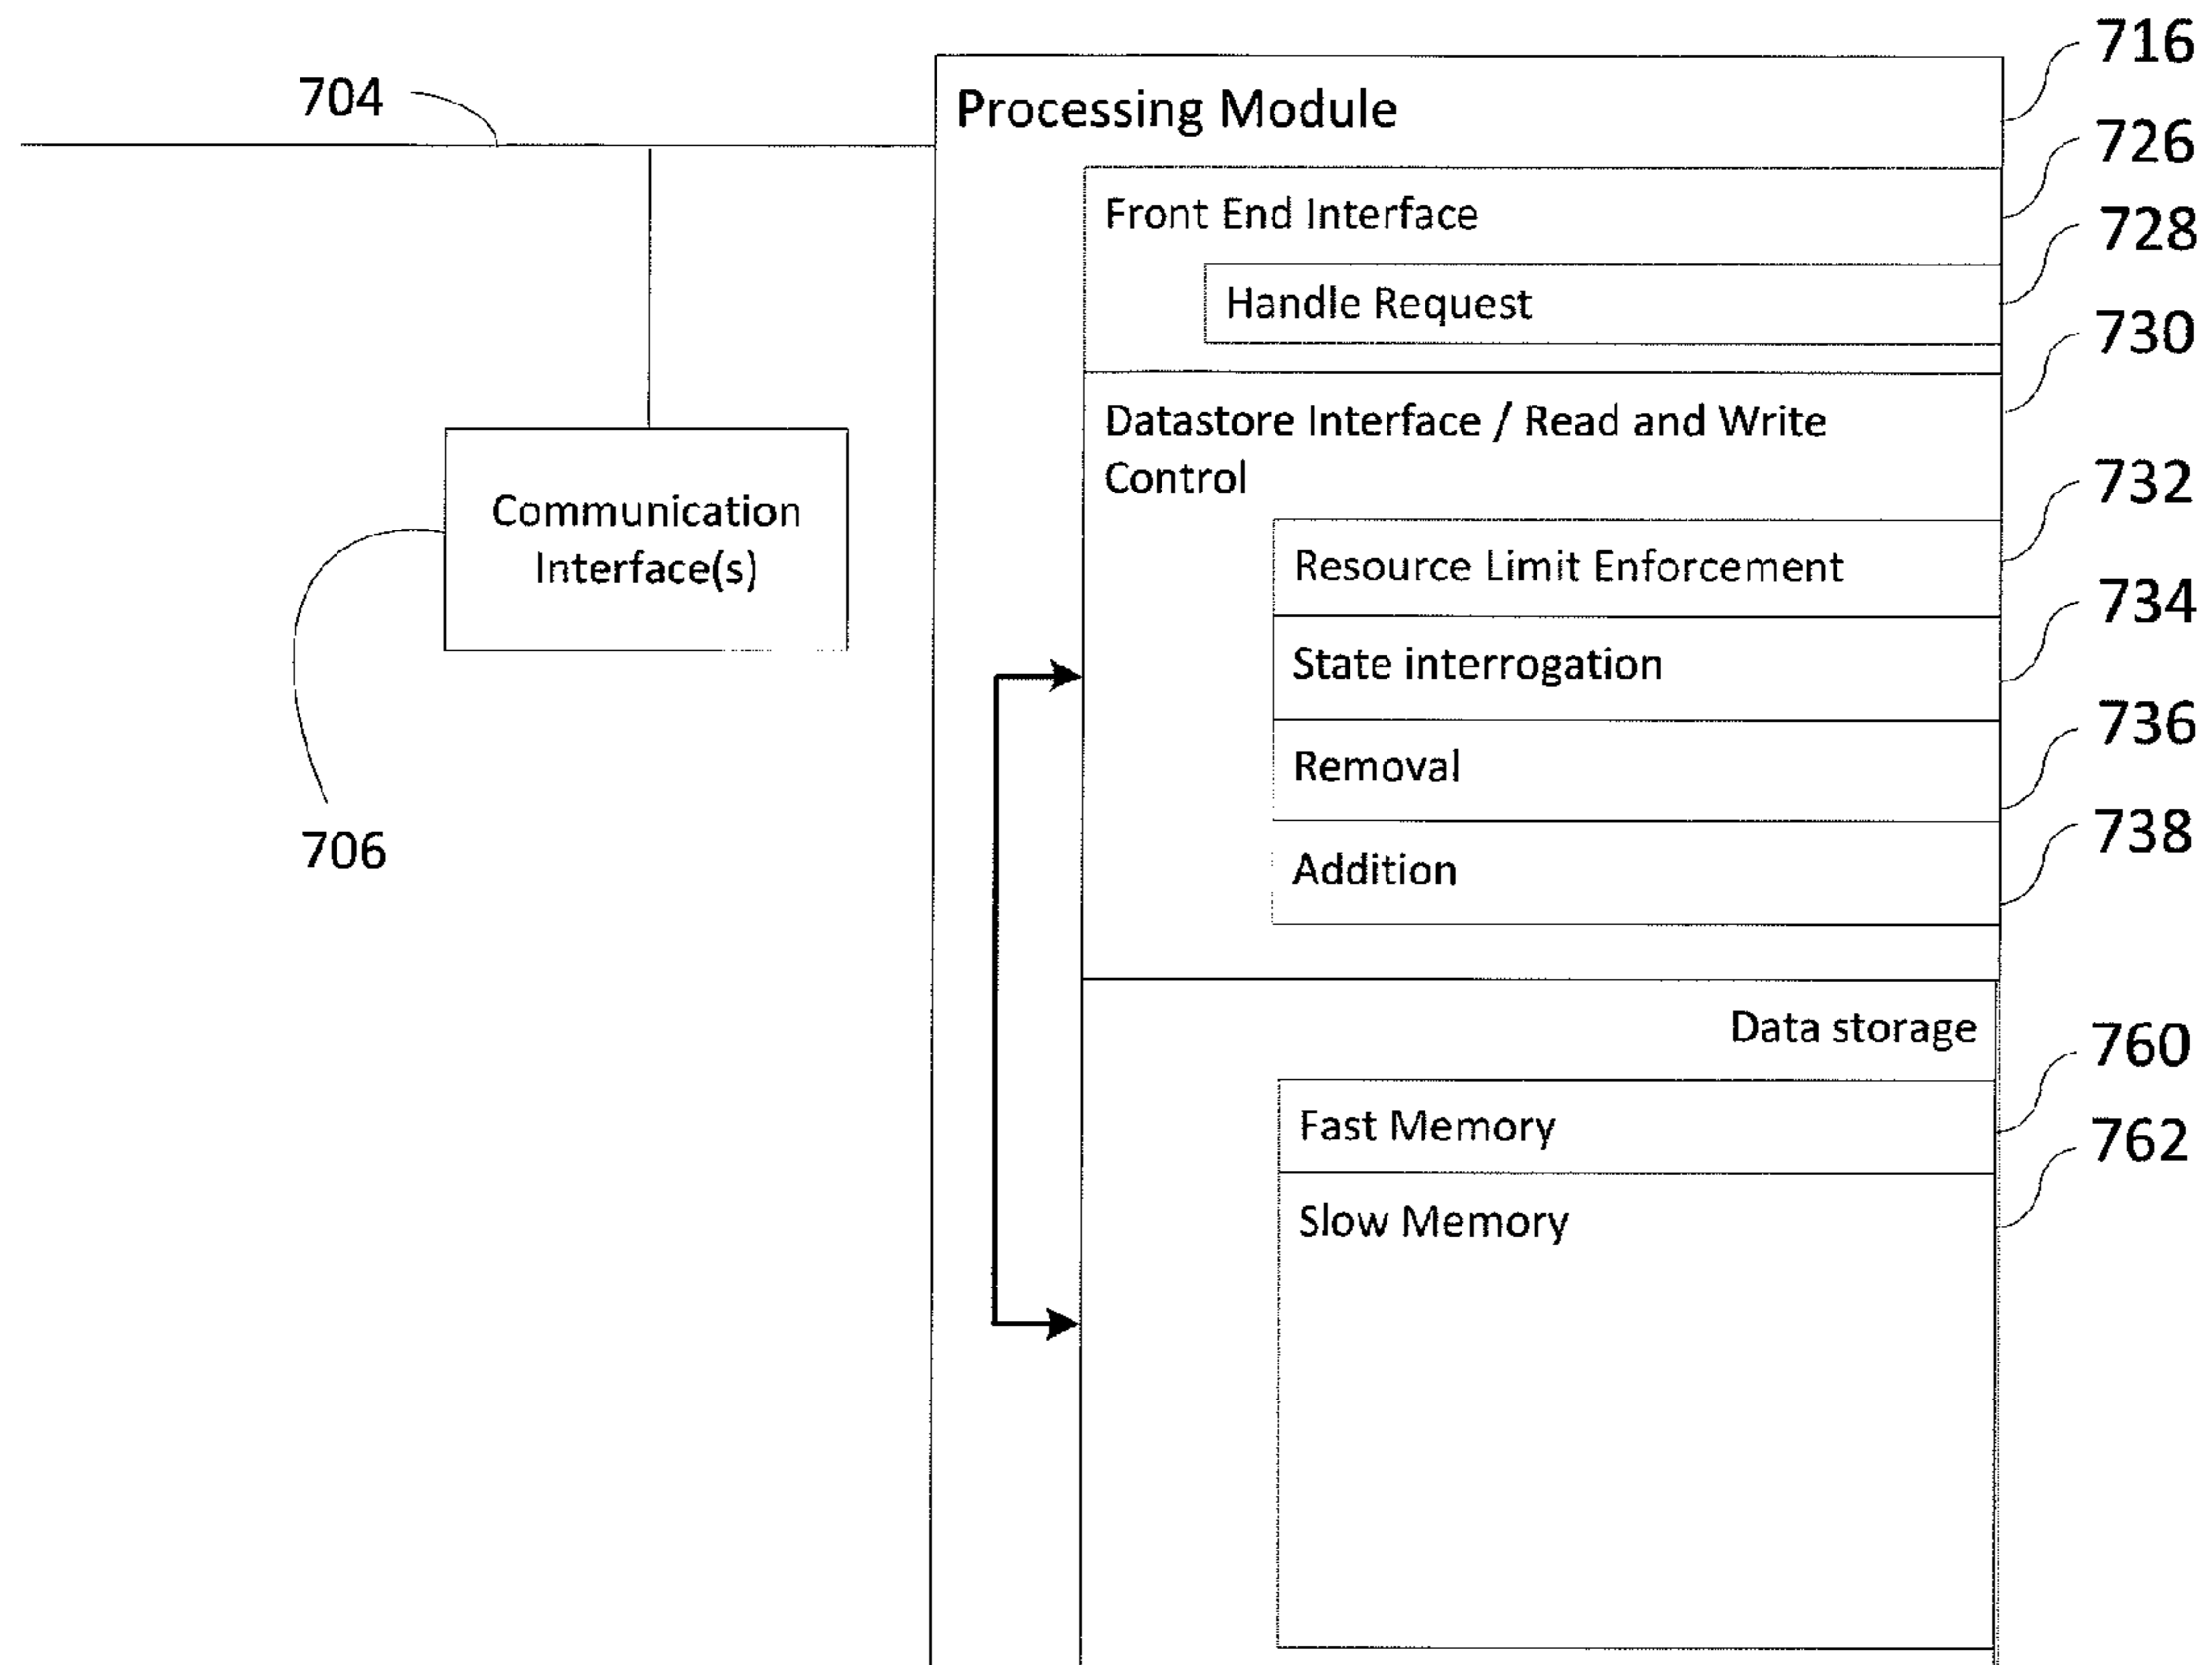 716
704
Processing Module
726
Front End Interface
728
Handle Request
730
Datastore Interface / Read and Write
Control
732
Communication
Interface(s)
Resource Limit Enforcement
734
State interrogation
736
Removal
738
706
Addition
Data storage
760
Fast Memory
762
Slow Memory